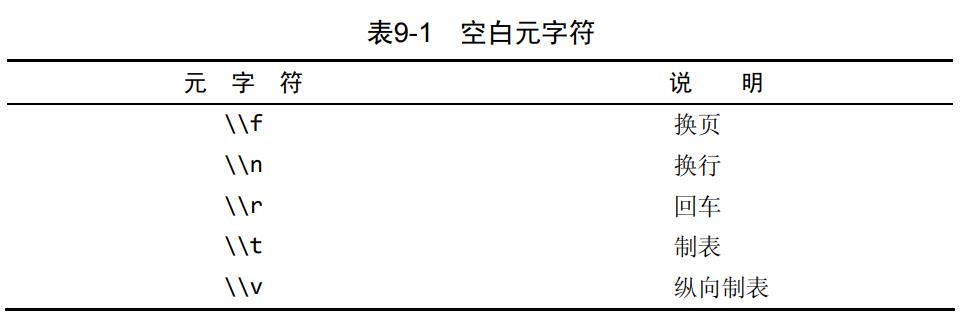 表9-1 空白元字符
元 字 符 说 明
\\f 换页
\\n 换行
\\r 回车
\\t 制表
\\v 纵向制表